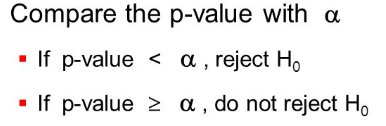 Compare the p-value with α
▪ If p-value < α , reject H₀
▪ If p-value ≥ α , do not reject H₀